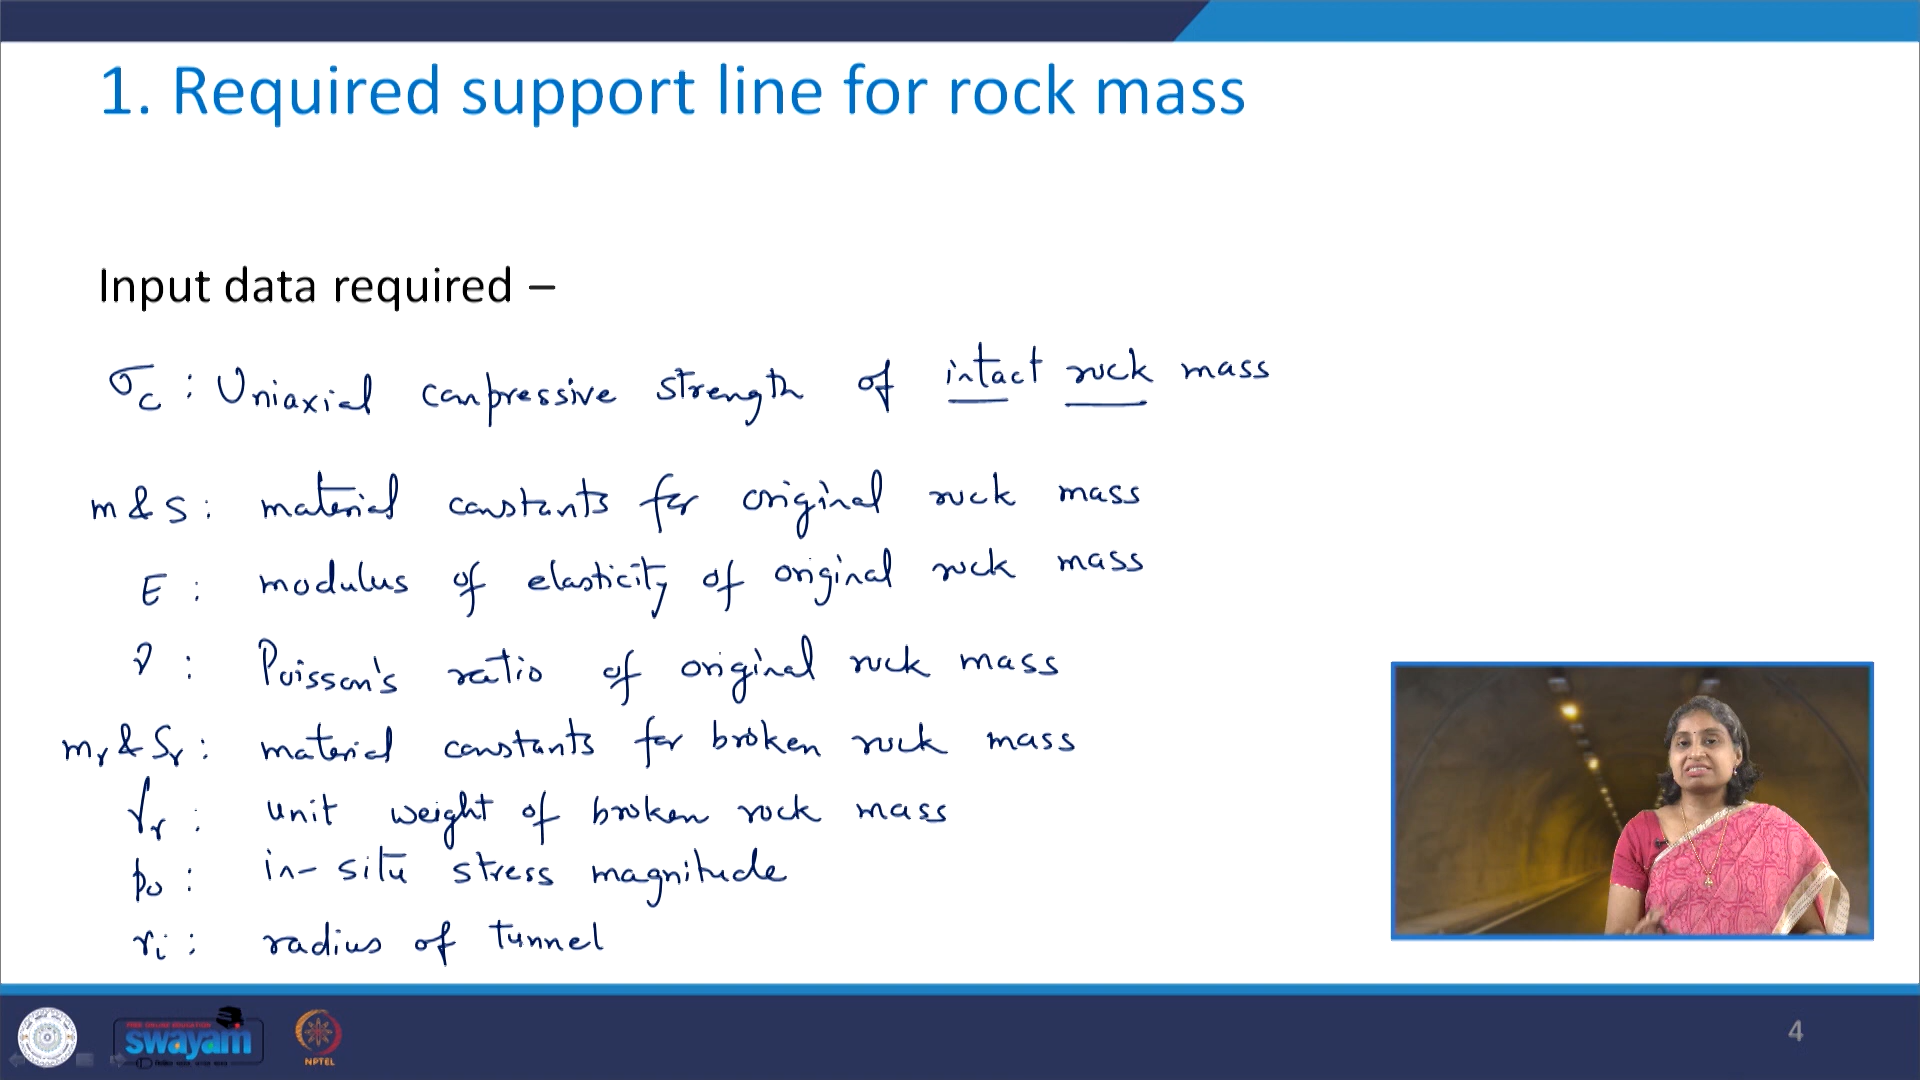 1. Required support line for rock mass
Input data required –
σc : Uniaxial compressive strength of intact rock mass
m & s : material constants for original rock mass
E : modulus of elasticity of original rock mass
ν : Poisson's ratio of original rock mass
mr & Sr : material constants for broken rock mass
γr : unit weight of broken rock mass
po : in-situ stress magnitude
ri : radius of tunnel
FREE ONLINE EDUCATION
swayam
NPTEL
4